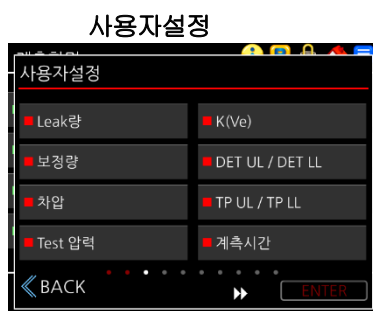 사용자설정
사용자설정
Leak량
K(Ve)
보정량
DET UL / DET LL
차압
TP UL / TP LL
Test 압력
계측시간
BACK
ENTER